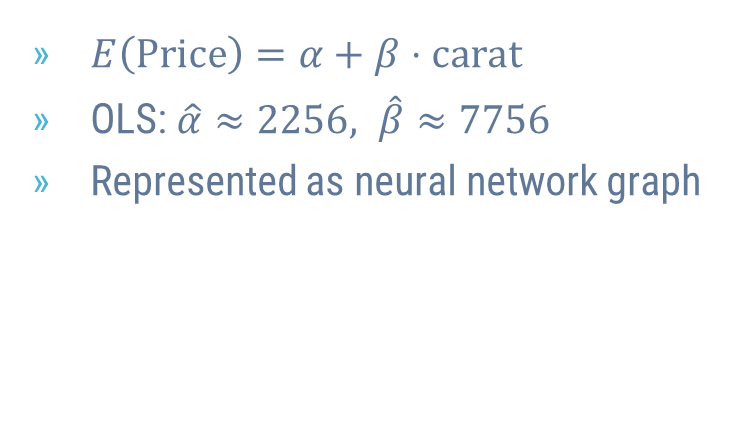 » E(Price) = α + β · carat
» OLS: α̂ ≈ 2256, β̂ ≈ 7756
» Represented as neural network graph